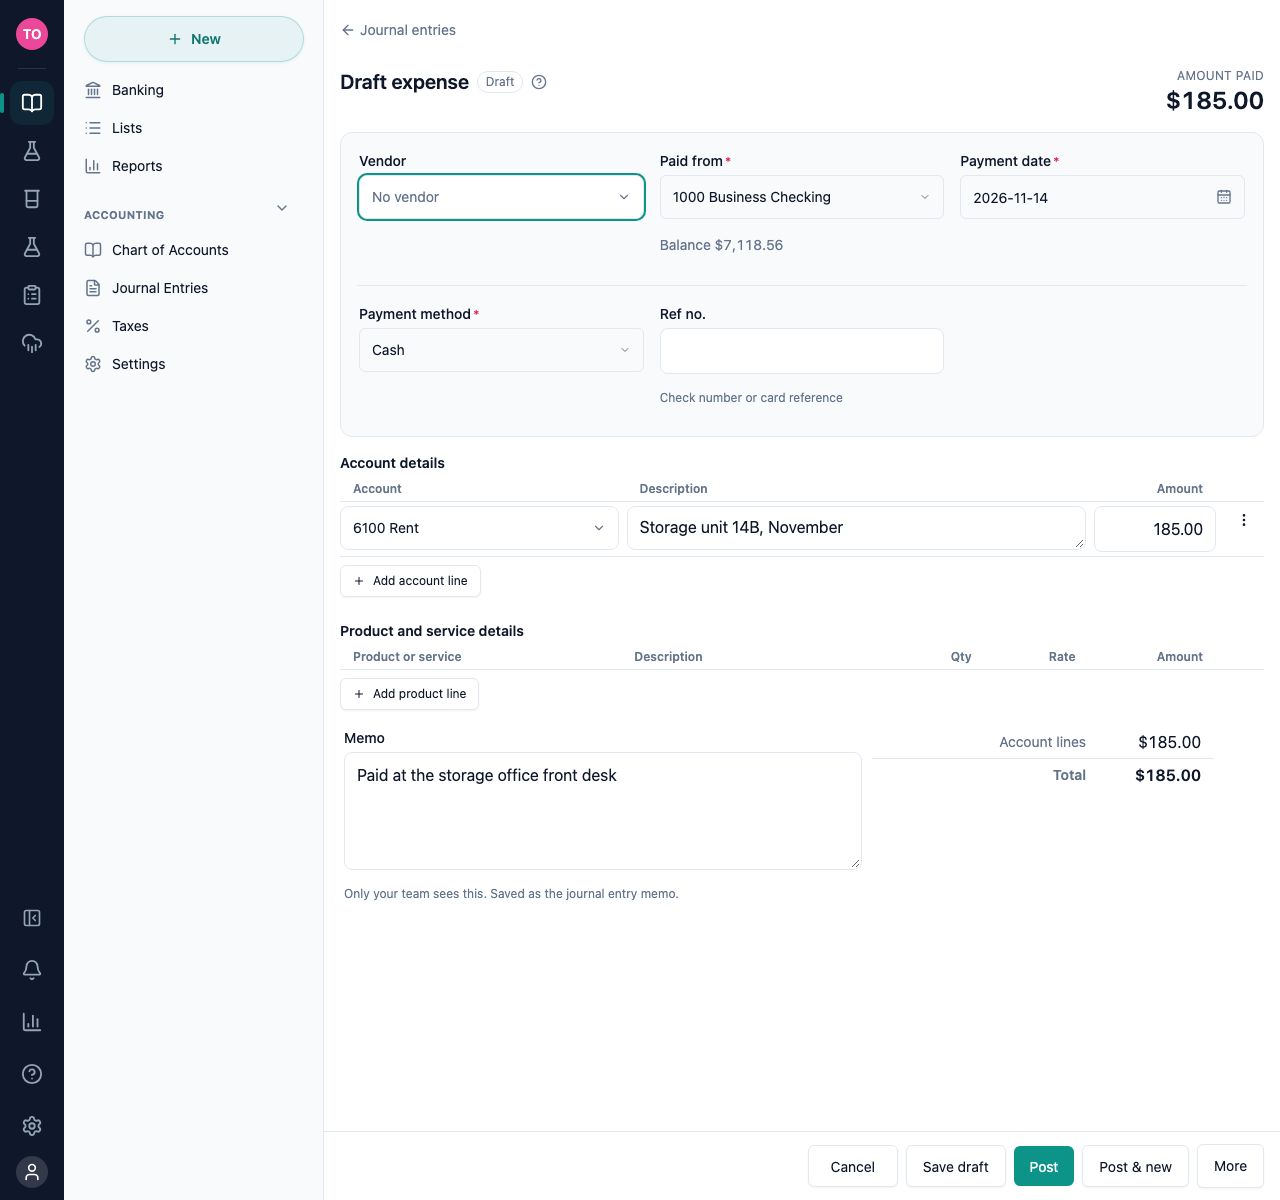 TO
New
Banking
Lists
Reports
ACCOUNTING
Chart of Accounts
Journal Entries
Taxes
Settings
Journal entries
Draft expense Draft
AMOUNT PAID
$185.00
Vendor Paid from* Payment date*
No vendor 1000 Business Checking 2026-11-14
Balance $7,118.56
Payment method* Ref no.
Cash
Check number or card reference
Account details
Account Description Amount
6100 Rent Storage unit 14B, November 185.00
Add account line
Product and service details
Product or service Description Qty Rate Amount
Add product line
Memo
Paid at the storage office front desk
Only your team sees this. Saved as the journal entry memo.
Account lines $185.00
Total $185.00
Cancel Save draft Post Post & new More